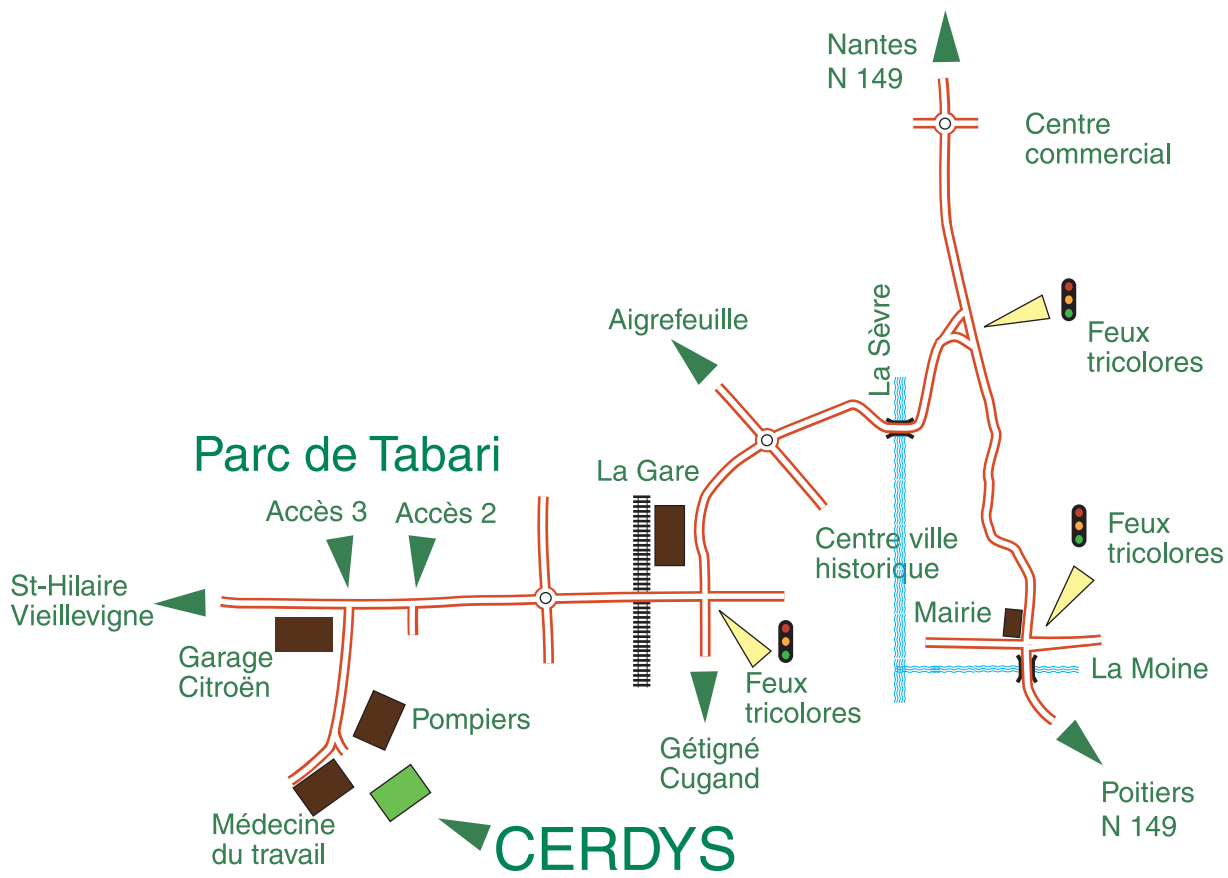 Nantes
N 149
Centre
commercial
La Sèvre
Feux
tricolores
Aigrefeuille
Parc de Tabari
La Gare
Accès 3
Accès 2
Centre ville
historique
Feux
tricolores
St-Hilaire
Vieillevigne
Mairie
Garage
Citroën
La Moine
Feux
tricolores
Pompiers
Gétigné
Cugand
Poitiers
N 149
Médecine
du travail
CERDYS